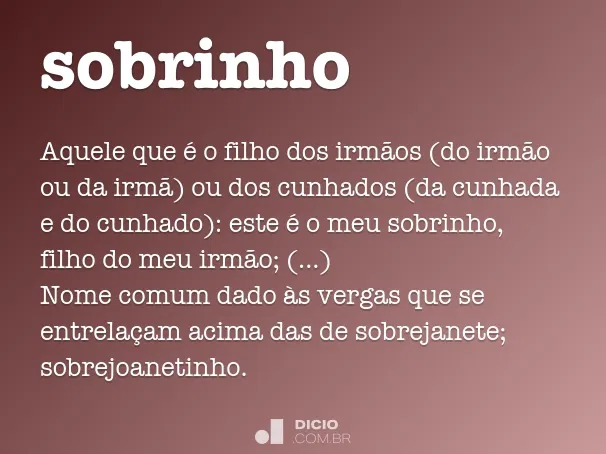 sobrinho
Aquele que é o filho dos irmãos (do irmão
ou da irmã) ou dos cunhados (da cunhada
e do cunhado): este é o meu sobrinho,
filho do meu irmão; (...)
Nome comum dado às vergas que se
entrelaçam acima das de sobrejanete;
sobrejoanetinho.
DICIO
.COM.BR